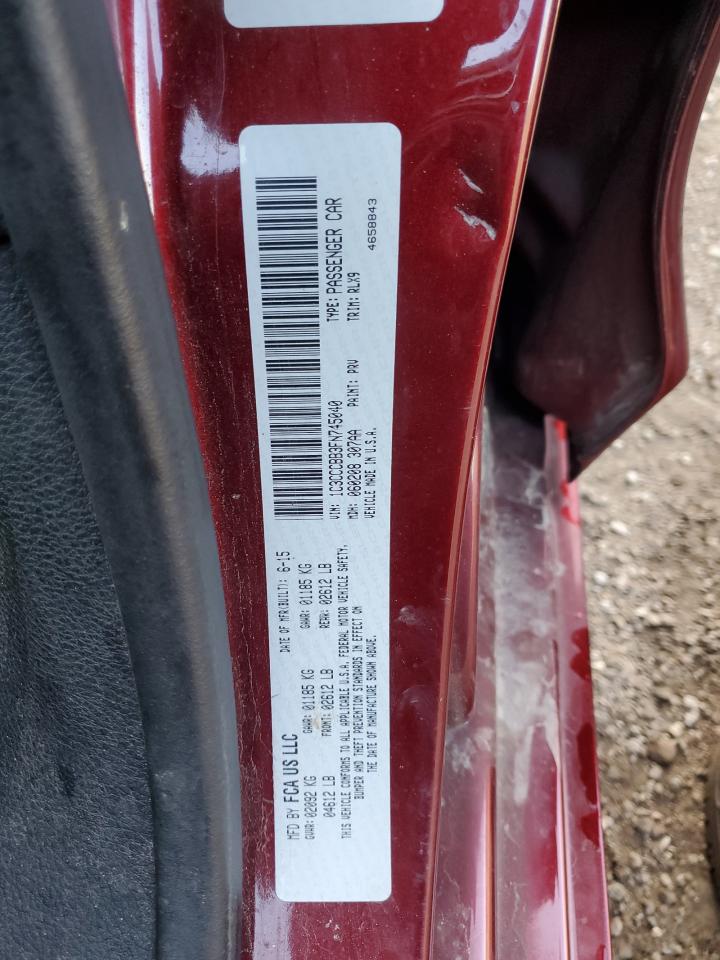 MFD BY FCA US LLC
DATE OF MFR(BUILT): 6-15
GVWR: 02092 KG
GAWR: 01185 KG
GAWR: 01185 KG
04612 LB
FRONT: 02612 LB
REAR: 02612 LB
THIS VEHICLE CONFORMS TO ALL APPLICABLE U.S.A. FEDERAL MOTOR VEHICLE SAFETY,
BUMPER AND THEFT PREVENTION STANDARDS IN EFFECT ON
THE DATE OF MANUFACTURE SHOWN ABOVE.
VIN: 1C3CCCBB3FN745040
TYPE: PASSENGER CAR
MDH: 060208 307AA
PAINT: PRV
TRIM: RLX9
VEHICLE MADE IN U.S.A.
4658843